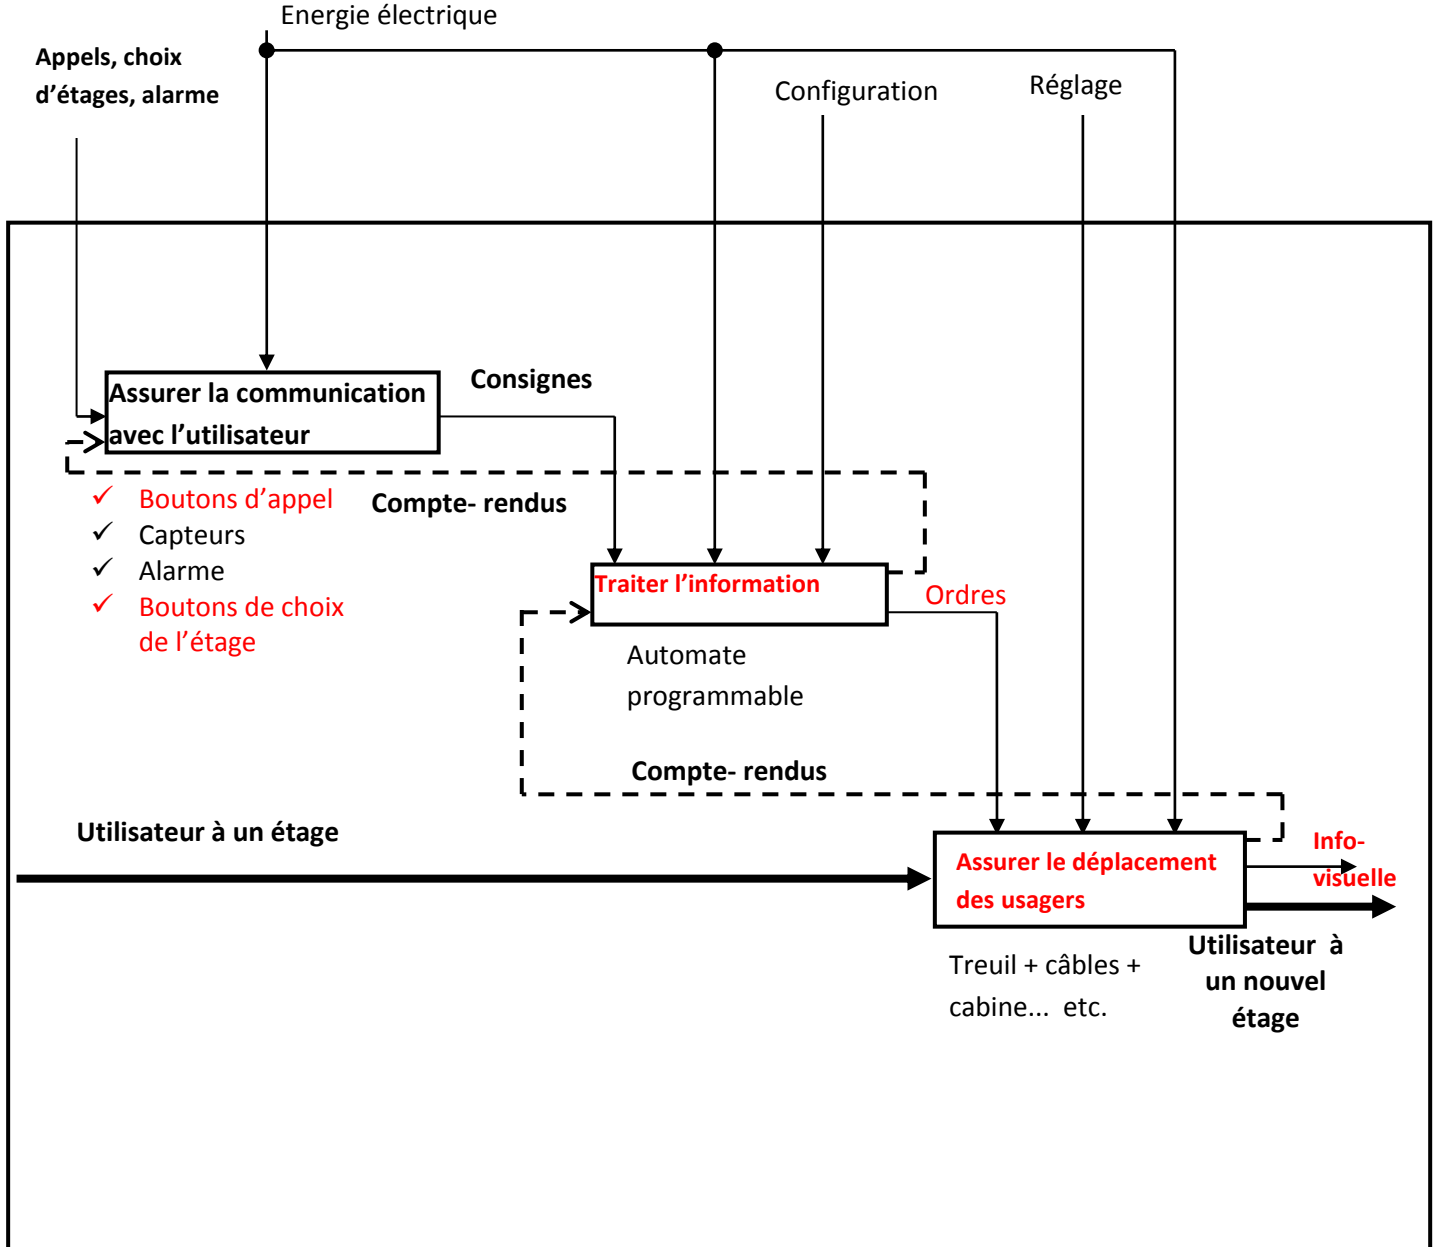 Energie électrique
Appels, choix
d’étages, alarme
Configuration
Réglage
Assurer la communication
avec l’utilisateur
Consignes
✓ Boutons d’appel
✓ Capteurs
✓ Alarme
✓ Boutons de choix
de l’étage
Compte- rendus
Traiter l’information
Ordres
Automate
programmable
Compte- rendus
Utilisateur à un étage
Assurer le déplacement
des usagers
Info-
visuelle
Treuil + câbles +
cabine... etc.
Utilisateur à
un nouvel
étage